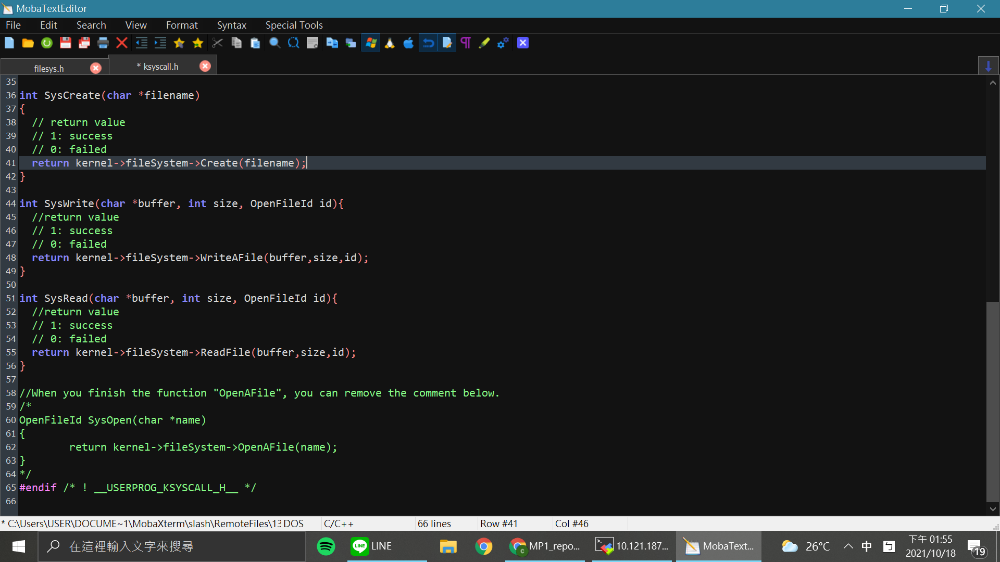 MobaTextEditor
File Edit Search View Format Syntax Special Tools
filesys.h * ksyscall.h
35
36 int SysCreate(char *filename)
37 {
38 // return value
39 // 1: success
40 // 0: failed
41 return kernel->fileSystem->Create(filename);
42 }
43
44 int SysWrite(char *buffer, int size, OpenFileId id){
45 //return value
46 // 1: success
47 // 0: failed
48 return kernel->fileSystem->WriteAFile(buffer,size,id);
49 }
50
51 int SysRead(char *buffer, int size, OpenFileId id){
52 //return value
53 // 1: success
54 // 0: failed
55 return kernel->fileSystem->ReadFile(buffer,size,id);
56 }
57
58 //When you finish the function "OpenAFile", you can remove the comment below.
59 /*
60 OpenFileId SysOpen(char *name)
61 {
62 return kernel->fileSystem->OpenAFile(name);
63 }
64 */
65 #endif /* ! __USERPROG_KSYSCALL_H__ */
66
* C:\Users\USER\DOCUME~1\MobaXterm\slash\RemoteFiles\13 DOS C/C++ 66 lines Row #41 Col #46
在這裡輸入文字來搜尋 LINE LINE MP1_repo... 10.121.187... MobaText... 26°C 中 ㄅ 下午 01:55
2021/10/18 19